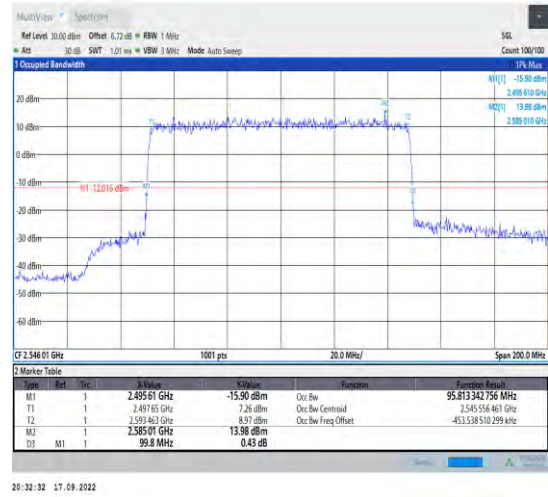 MultiView Spectrum
Ref Level 30.00 dBm Offset 6.72 dB RBW 1 MHz SGL
Att 30 dB SWT 1.01 ms VBW 3 MHz Mode Auto Sweep Count 100/100
1 Occupied Bandwidth 1Pk Max
M1[1] -15.90 dBm
2.495 610 GHz
M2[1] 13.98 dBm
2.585 010 GHz
20 dBm
10 dBm
0 dBm
-10 dBm
H1 -12.016 dBm
M1
-20 dBm
-30 dBm
-40 dBm
-50 dBm
-60 dBm
CF 2.546 01 GHz 1001 pts 20.0 MHz/ Span 200.0 MHz
2 Marker Table
Type Ref Trc X-Value Y-Value Function Function Result
M1 1 2.495 61 GHz -15.90 dBm Occ Bw 95.813 342 756 MHz
T1 1 2.497 65 GHz 7.26 dBm Occ Bw Centroid 2.545 556 461 GHz
T2 1 2.593 463 GHz 8.97 dBm Occ Bw Freq Offset -453.538 510 299 kHz
M2 1 2.585 01 GHz 13.98 dBm
D3 M1 1 99.8 MHz 0.43 dB
20:32:32 17.09.2022